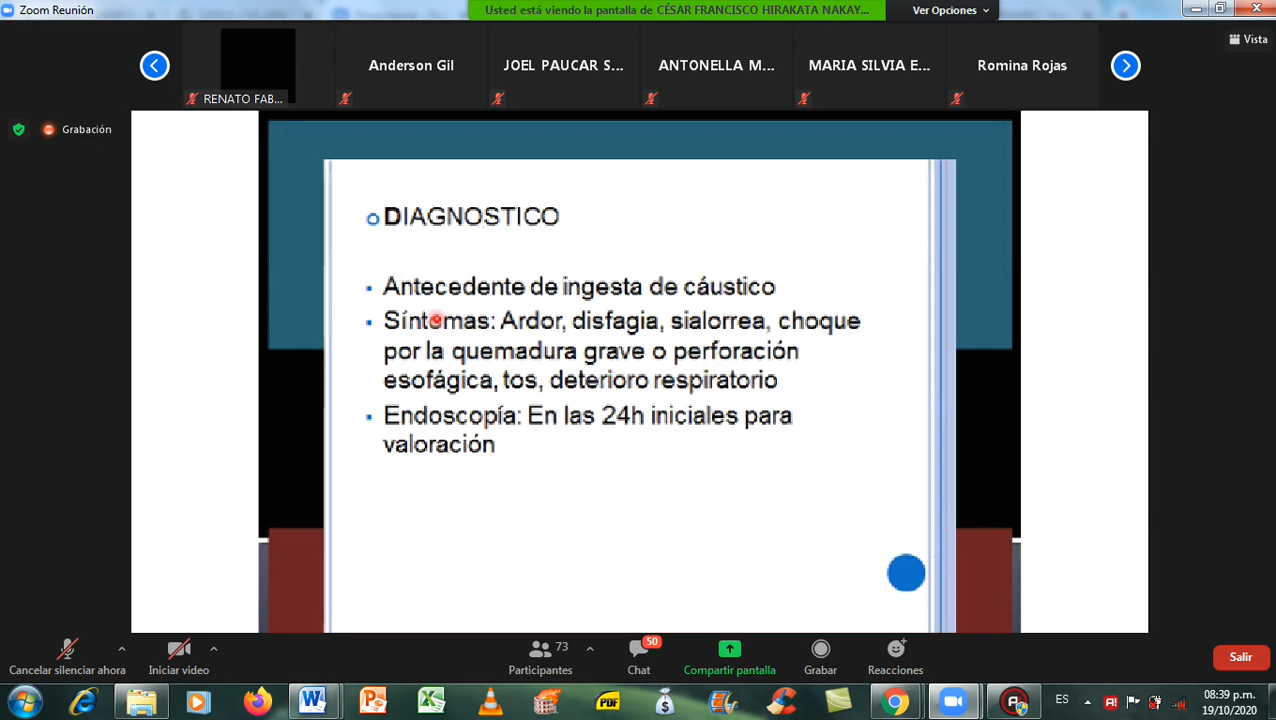 Zoom Reunión
Usted está viendo la pantalla de CÉSAR FRANCISCO HIRAKATA NAKAY...
Ver Opciones
Vista
RENATO FAB...
Anderson Gil
JOEL PAUCAR S...
ANTONELLA M...
MARIA SILVIA E...
Romina Rojas
Grabación
DIAGNOSTICO
Antecedente de ingesta de cáustico
Síntomas: Ardor, disfagia, sialorrea, choque
por la quemadura grave o perforación
esofágica, tos, deterioro respiratorio
Endoscopía: En las 24h iniciales para
valoración
Cancelar silenciar ahora
Iniciar video
73
Participantes
50
Chat
Compartir pantalla
Grabar
Reacciones
Salir
PDF
ES
08:39 p.m.
19/10/2020